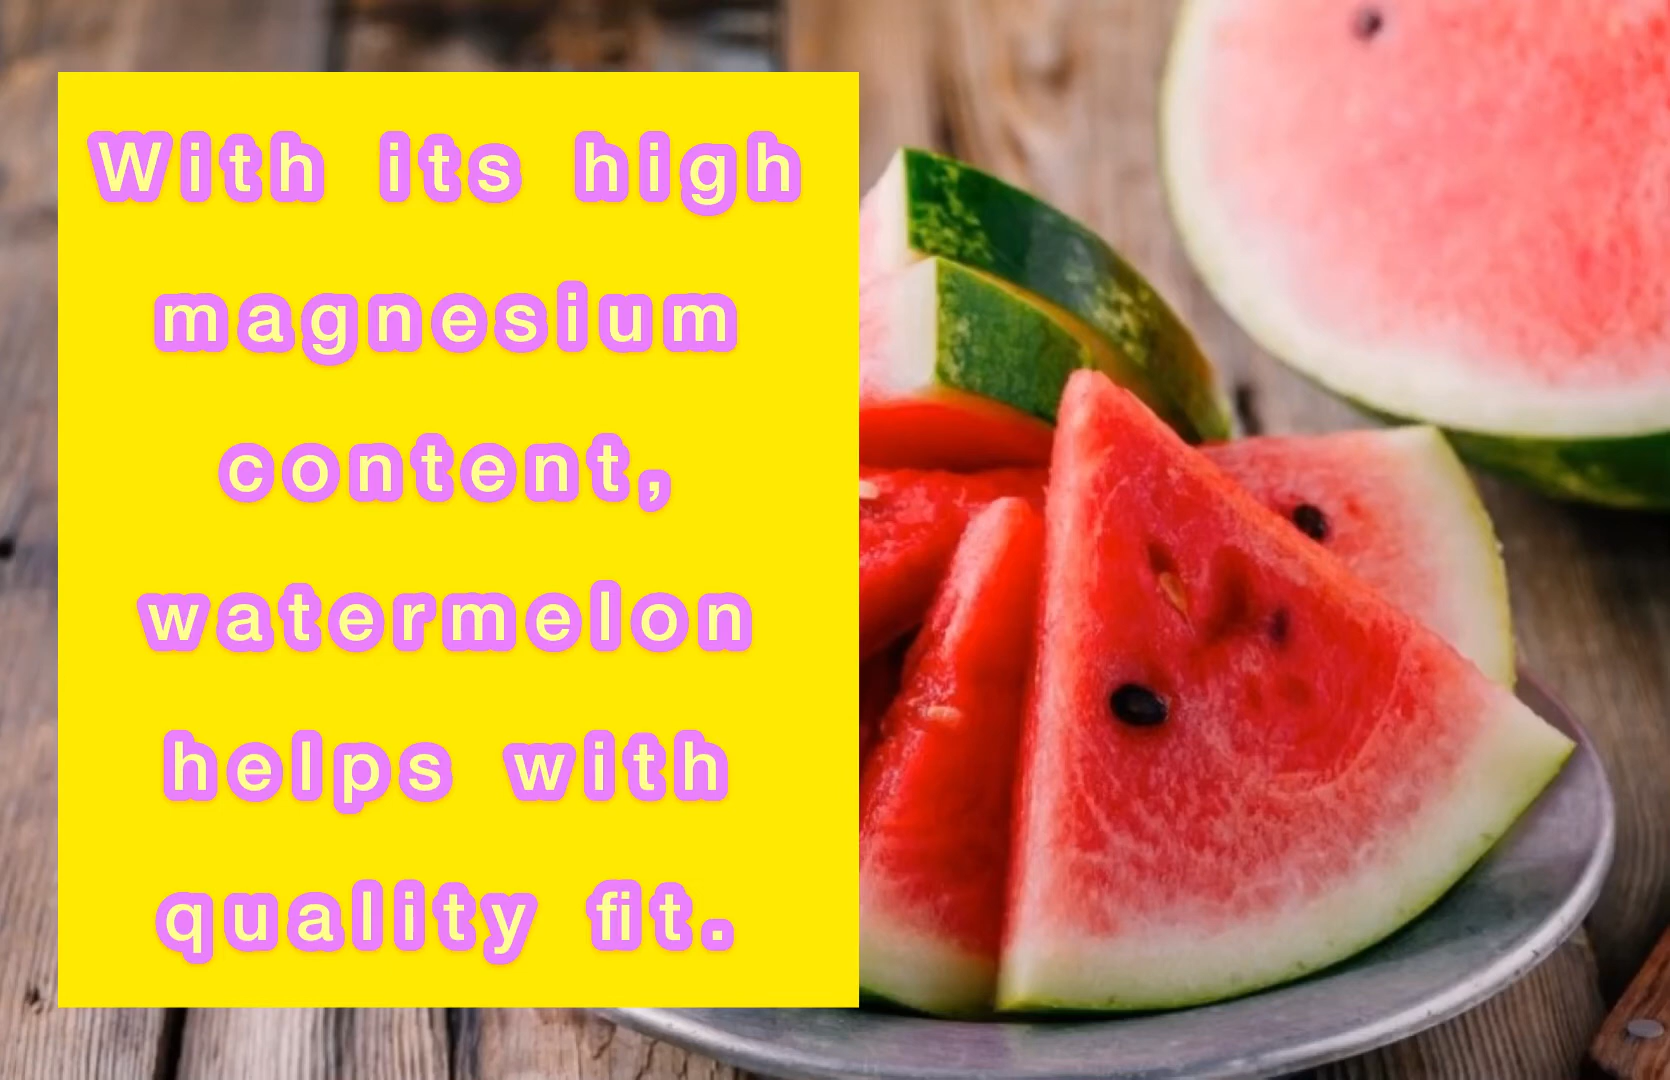 With its high
magnesium
content,
watermelon
helps with
quality fit.